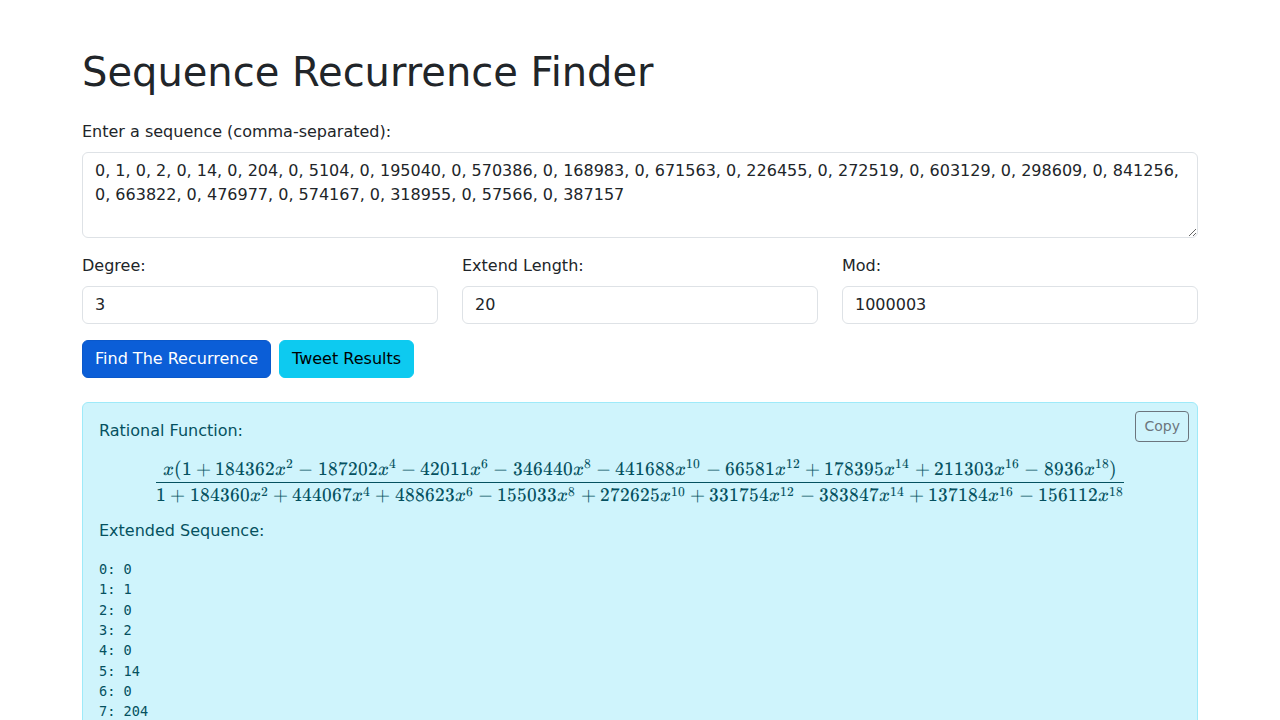 Sequence Recurrence Finder
Enter a sequence (comma-separated):
0, 1, 0, 2, 0, 14, 0, 204, 0, 5104, 0, 195040, 0, 570386, 0, 168983, 0, 671563, 0, 226455, 0, 272519, 0, 603129, 0, 298609, 0, 841256,
0, 663822, 0, 476977, 0, 574167, 0, 318955, 0, 57566, 0, 387157
Degree: Extend Length: Mod:
3 20 1000003
Find The Recurrence Tweet Results
Copy
Rational Function:
x(1 + 184362x^2 − 187202x^4 − 42011x^6 − 346440x^8 − 441688x^10 − 66581x^12 + 178395x^14 + 211303x^16 − 8936x^18)
1 + 184360x^2 + 444067x^4 + 488623x^6 − 155033x^8 + 272625x^10 + 331754x^12 − 383847x^14 + 137184x^16 − 156112x^18
Extended Sequence:
0: 0
1: 1
2: 0
3: 2
4: 0
5: 14
6: 0
7: 204